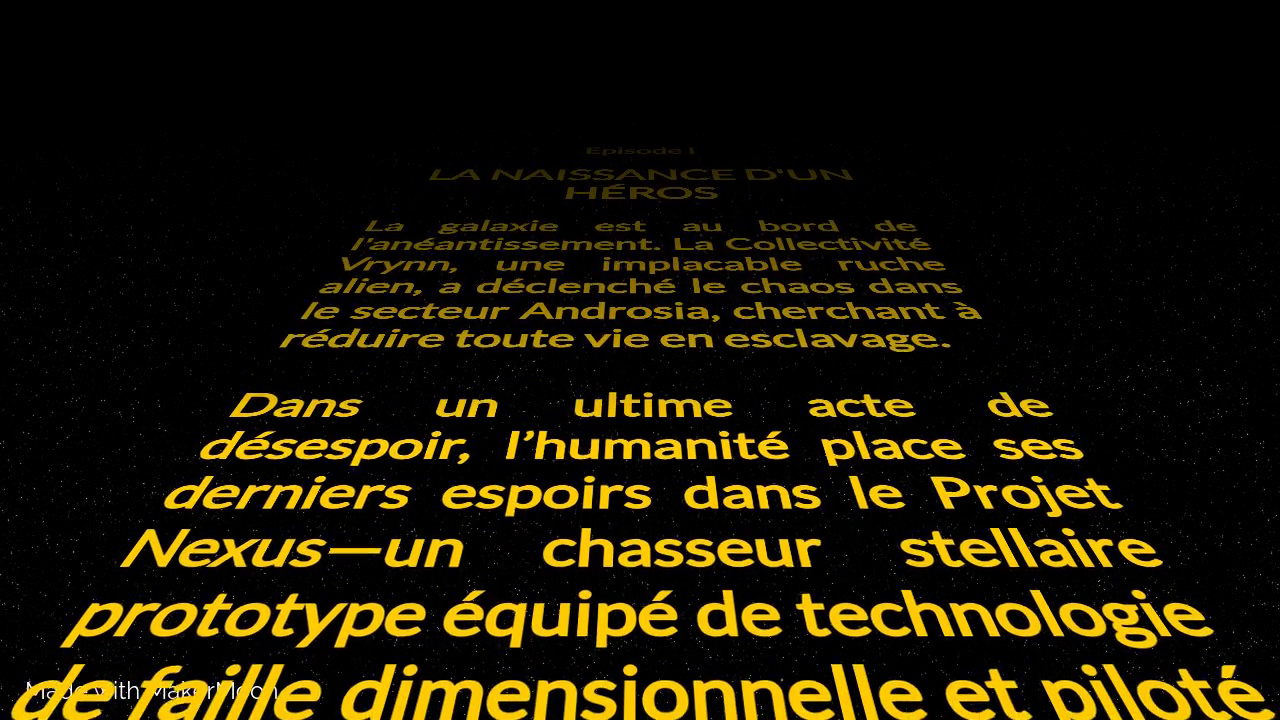 Episode I
LA NAISSANCE D'UN
HÉROS
La galaxie est au bord de
l'anéantissement. La Collectivité
Vrynn, une implacable ruche
alien, a déclenché le chaos dans
le secteur Androsia, cherchant à
réduire toute vie en esclavage.
Dans un ultime acte de
désespoir, l’humanité place ses
derniers espoirs dans le Projet
Nexus—un chasseur stellaire
prototype équipé de technologie
de faille dimensionnelle et piloté
Made with MakerMoon